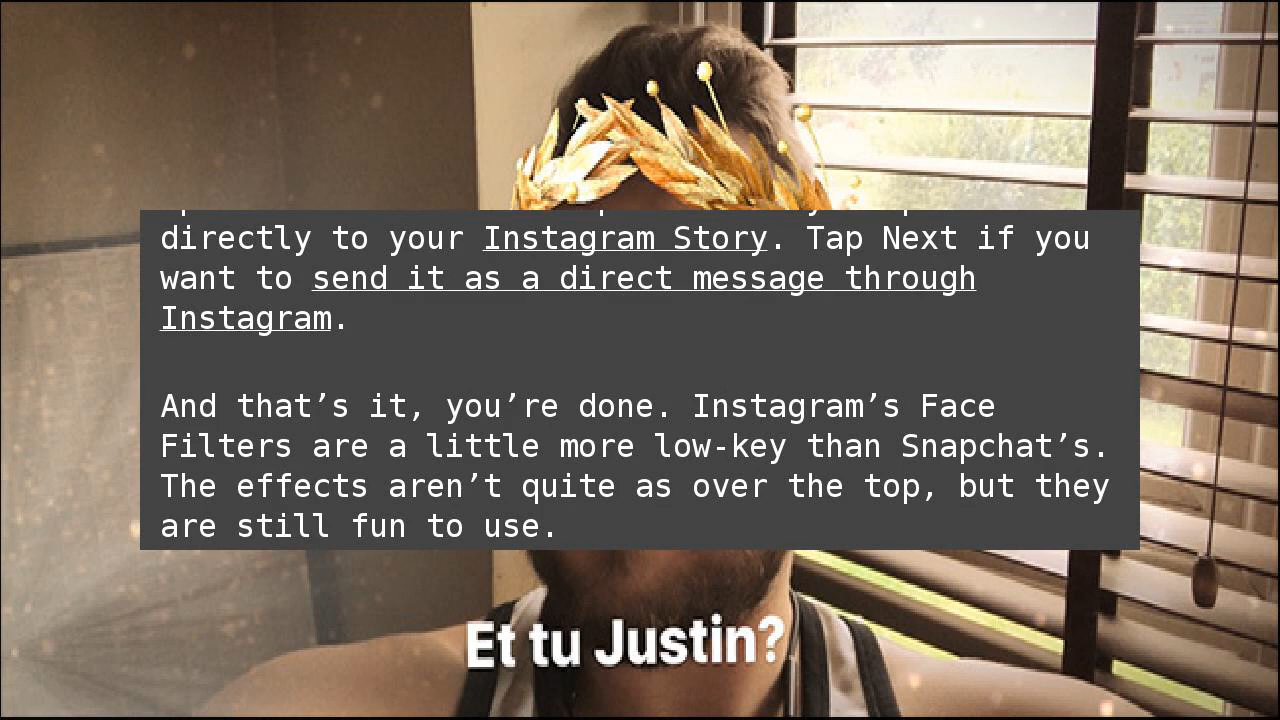 directly to your Instagram Story. Tap Next if you
want to send it as a direct message through
Instagram.
And that’s it, you’re done. Instagram’s Face
Filters are a little more low-key than Snapchat’s.
The effects aren’t quite as over the top, but they
are still fun to use.
Et tu Justin?